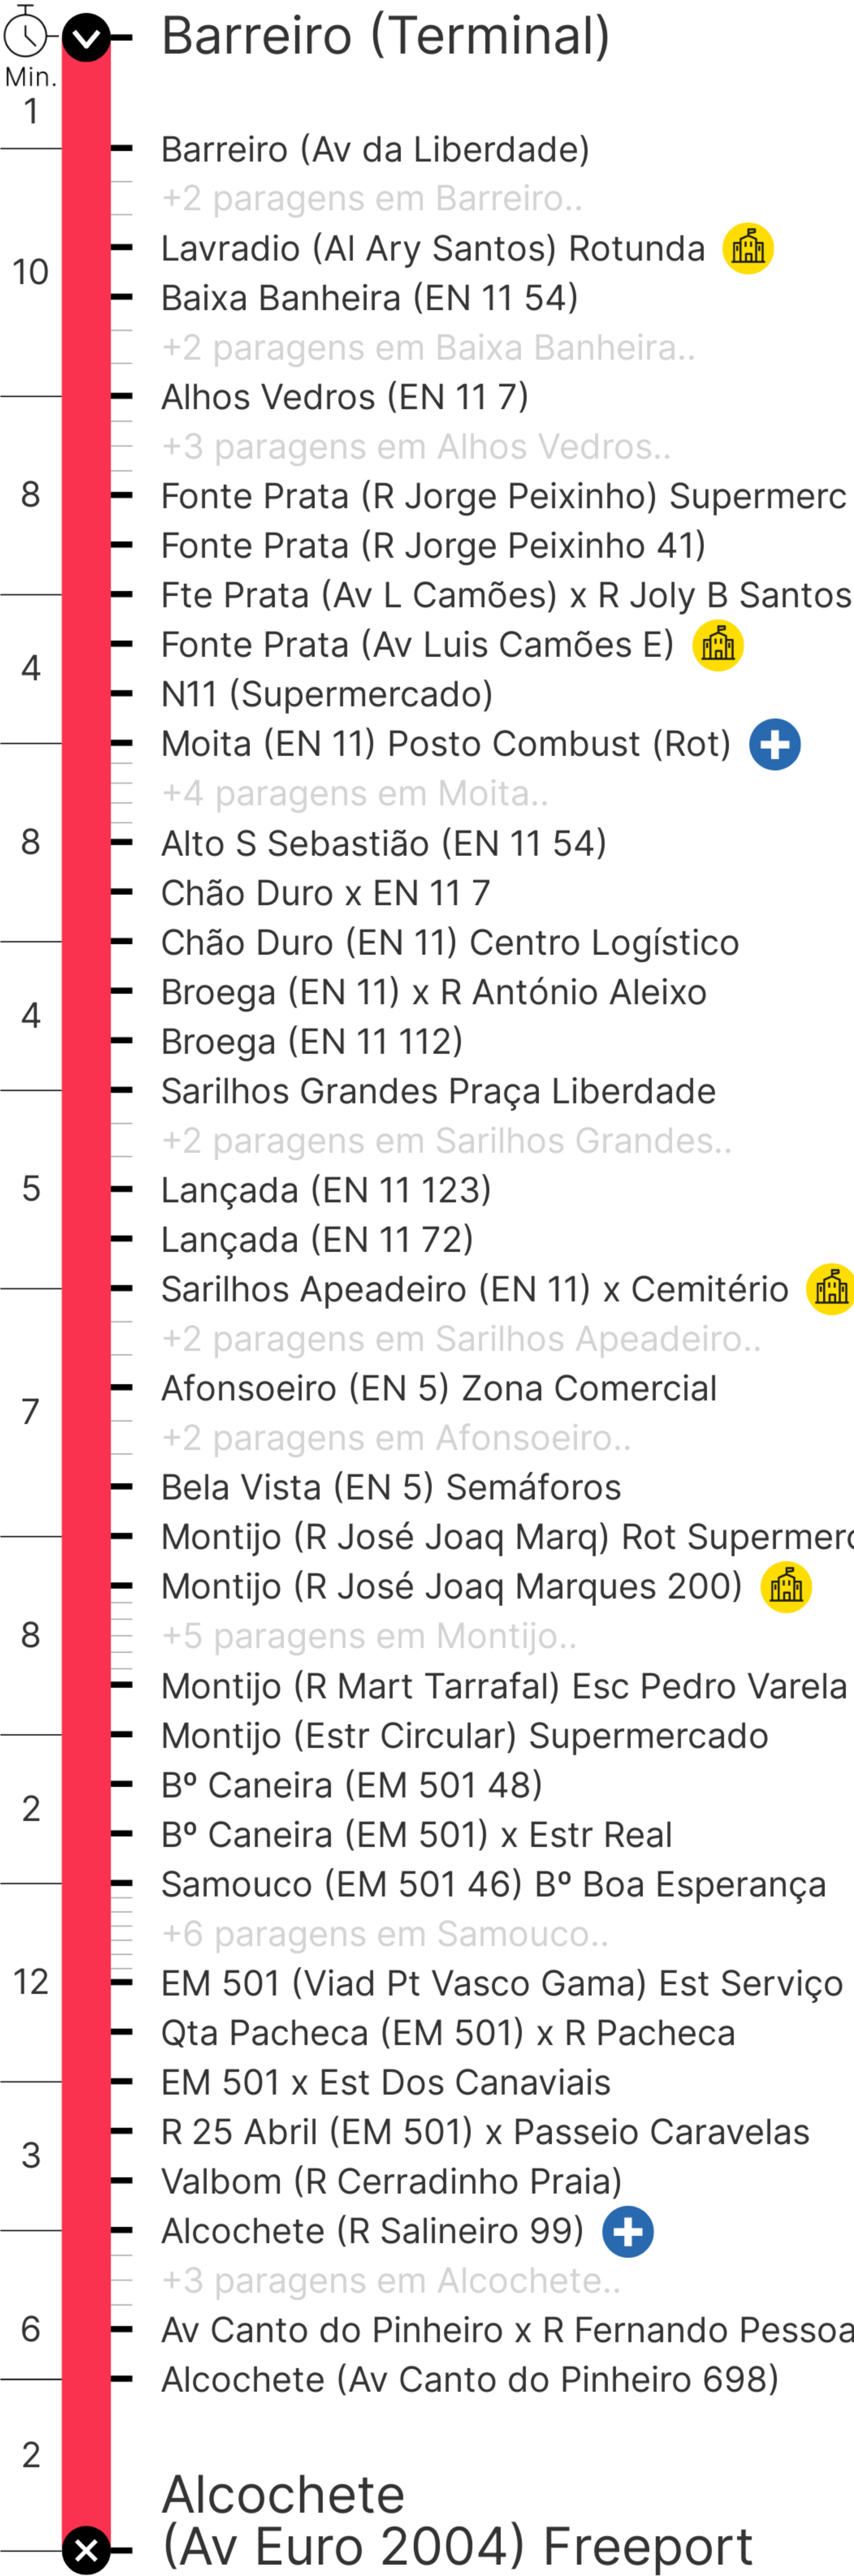 Barreiro (Terminal)
Min.
1
Barreiro (Av da Liberdade)
+2 paragens em Barreiro..
Lavradio (Al Ary Santos) Rotunda
10
Baixa Banheira (EN 11 54)
+2 paragens em Baixa Banheira..
Alhos Vedros (EN 11 7)
+3 paragens em Alhos Vedros..
8
Fonte Prata (R Jorge Peixinho) Supermerc
Fonte Prata (R Jorge Peixinho 41)
Fte Prata (Av L Camões) x R Joly B Santos
Fonte Prata (Av Luis Camões E)
4
N11 (Supermercado)
Moita (EN 11) Posto Combust (Rot)
+4 paragens em Moita..
8
Alto S Sebastião (EN 11 54)
Chão Duro x EN 11 7
Chão Duro (EN 11) Centro Logístico
Broega (EN 11) x R António Aleixo
4
Broega (EN 11 112)
Sarilhos Grandes Praça Liberdade
+2 paragens em Sarilhos Grandes..
5
Lançada (EN 11 123)
Lançada (EN 11 72)
Sarilhos Apeadeiro (EN 11) x Cemitério
+2 paragens em Sarilhos Apeadeiro..
Afonsoeiro (EN 5) Zona Comercial
7
+2 paragens em Afonsoeiro..
Bela Vista (EN 5) Semáforos
Montijo (R José Joaq Marq) Rot Supermerc
Montijo (R José Joaq Marques 200)
8
+5 paragens em Montijo..
Montijo (R Mart Tarrafal) Esc Pedro Varela
Montijo (Estr Circular) Supermercado
Bº Caneira (EM 501 48)
2
Bº Caneira (EM 501) x Estr Real
Samouco (EM 501 46) Bº Boa Esperança
+6 paragens em Samouco..
12
EM 501 (Viad Pt Vasco Gama) Est Serviço
Qta Pacheca (EM 501) x R Pacheca
EM 501 x Est Dos Canaviais
R 25 Abril (EM 501) x Passeio Caravelas
3
Valbom (R Cerradinho Praia)
Alcochete (R Salineiro 99)
+3 paragens em Alcochete..
6
Av Canto do Pinheiro x R Fernando Pessoa
Alcochete (Av Canto do Pinheiro 698)
2
Alcochete
(Av Euro 2004) Freeport